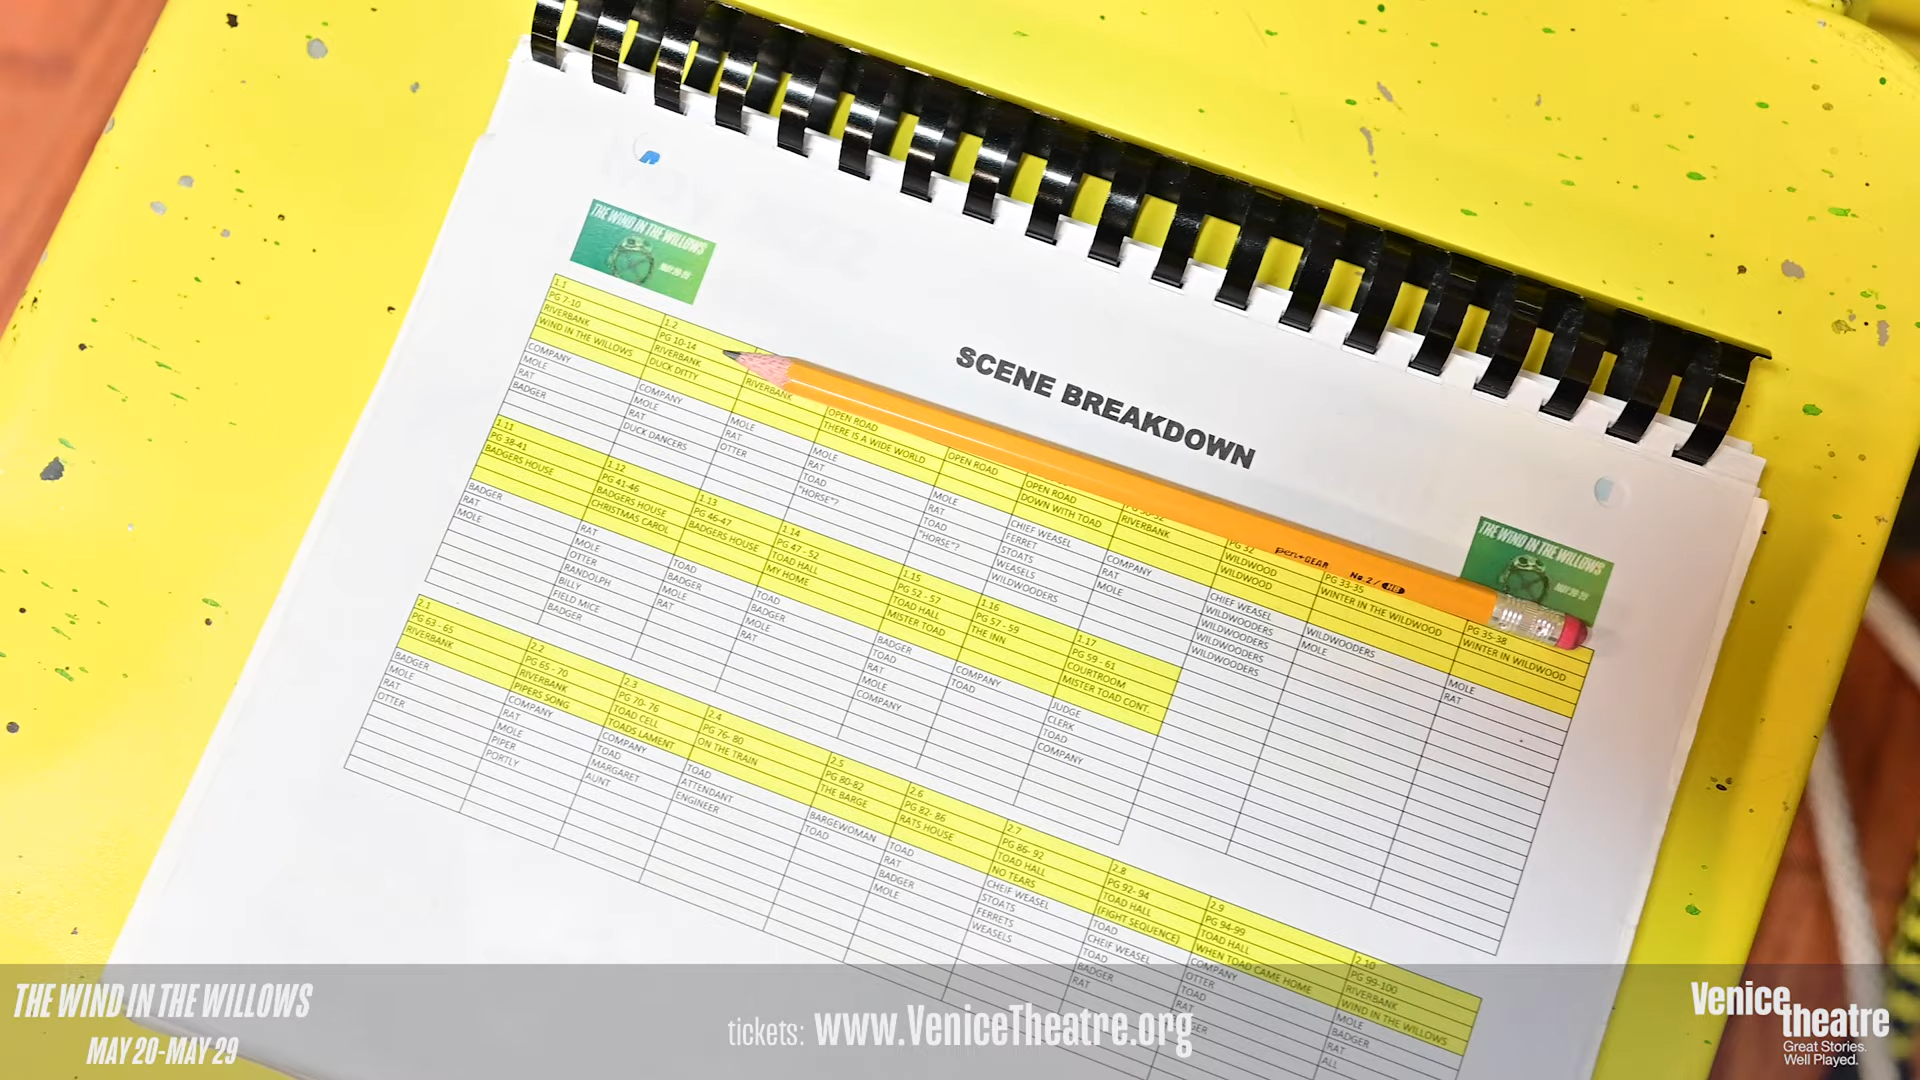 THE WIND IN THE WILLOWS
MAY 20-29
SCENE BREAKDOWN
THE WIND IN THE WILLOWS
MAY 20-29
pen+GEAR No. 2 / HB
1.1
PG 7-10
RIVERBANK
WIND IN THE WILLOWS
COMPANY
MOLE
RAT
BADGER
1.2
PG 10-14
RIVERBANK
DUCK DITTY
COMPANY
MOLE
RAT
DUCK DANCERS
RIVERBANK
MOLE
RAT
OTTER
OPEN ROAD
THERE IS A WIDE WORLD
MOLE
RAT
TOAD
"HORSE"?
OPEN ROAD
MOLE
RAT
TOAD
"HORSE"?
OPEN ROAD
DOWN WITH TOAD
CHIEF WEASEL
FERRET
STOATS
WEASELS
WILDWOODERS
RIVERBANK
COMPANY
RAT
MOLE
PG 32
WILDWOOD
WILDWOOD
CHIEF WEASEL
WILDWOODERS
WILDWOODERS
WILDWOODERS
WILDWOODERS
PG 33-35
WINTER IN THE WILDWOOD
WILDWOODERS
MOLE
PG 35-38
WINTER IN WILDWOOD
MOLE
RAT
1.11
PG 38-41
BADGERS HOUSE
BADGER
RAT
MOLE
1.12
PG 41-46
BADGERS HOUSE
CHRISTMAS CAROL
RAT
MOLE
OTTER
RANDOLPH
BILLY
FIELD MICE
BADGER
1.13
PG 46-47
BADGERS HOUSE
TOAD
BADGER
MOLE
RAT
1.14
PG 47 - 52
TOAD HALL
MY HOME
TOAD
BADGER
MOLE
RAT
1.15
PG 52 - 57
TOAD HALL
MISTER TOAD
BADGER
TOAD
RAT
MOLE
COMPANY
1.16
PG 57 - 59
THE INN
COMPANY
TOAD
1.17
PG 59 - 61
COURTROOM
MISTER TOAD CONT.
JUDGE
CLERK
TOAD
COMPANY
2.1
PG 63 - 65
RIVERBANK
BADGER
MOLE
RAT
OTTER
2.2
PG 65 - 70
RIVERBANK
PIPERS SONG
COMPANY
RAT
MOLE
PIPER
PORTLY
2.3
PG 70- 76
TOAD CELL
TOADS LAMENT
COMPANY
TOAD
MARGARET
AUNT
2.4
PG 76- 80
ON THE TRAIN
TOAD
ATTENDANT
ENGINEER
2.5
PG 80-82
THE BARGE
BARGEWOMAN
TOAD
2.6
PG 82- 86
RATS HOUSE
TOAD
RAT
BADGER
MOLE
2.7
PG 86- 92
TOAD HALL
NO TEARS
CHEIF WEASEL
STOATS
FERRETS
WEASELS
2.8
PG 92- 94
TOAD HALL
(FIGHT SEQUENCE)
TOAD
CHEIF WEASEL
TOAD
BADGER
RAT
2.9
PG 94-99
TOAD HALL
WHEN TOAD CAME HOME
COMPANY
OTTER
TOAD
RAT
2.10
PG 99-100
RIVERBANK
WIND IN THE WILLOWS
MOLE
BADGER
RAT
ALL
THE WIND IN THE WILLOWS
MAY 20-MAY 29
tickets: www.VeniceTheatre.org
Venice
theatre
Great Stories.
Well Played.